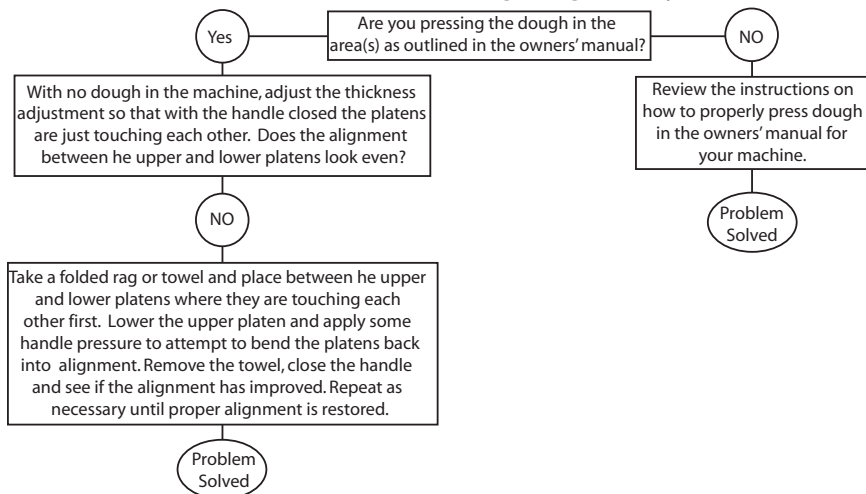 Are you pressing the dough in the
area(s) as outlined in the owners' manual?
Yes
NO
With no dough in the machine, adjust the thickness
adjustment so that with the handle closed the platens
are just touching each other. Does the alignment
between he upper and lower platens look even?
Review the instructions on
how to properly press dough
in the owners' manual for
your machine.
NO
Problem
Solved
Take a folded rag or towel and place between he upper
and lower platens where they are touching each
other first. Lower the upper platen and apply some
handle pressure to attempt to bend the platens back
into alignment. Remove the towel, close the handle
and see if the alignment has improved. Repeat as
necessary until proper alignment is restored.
Problem
Solved